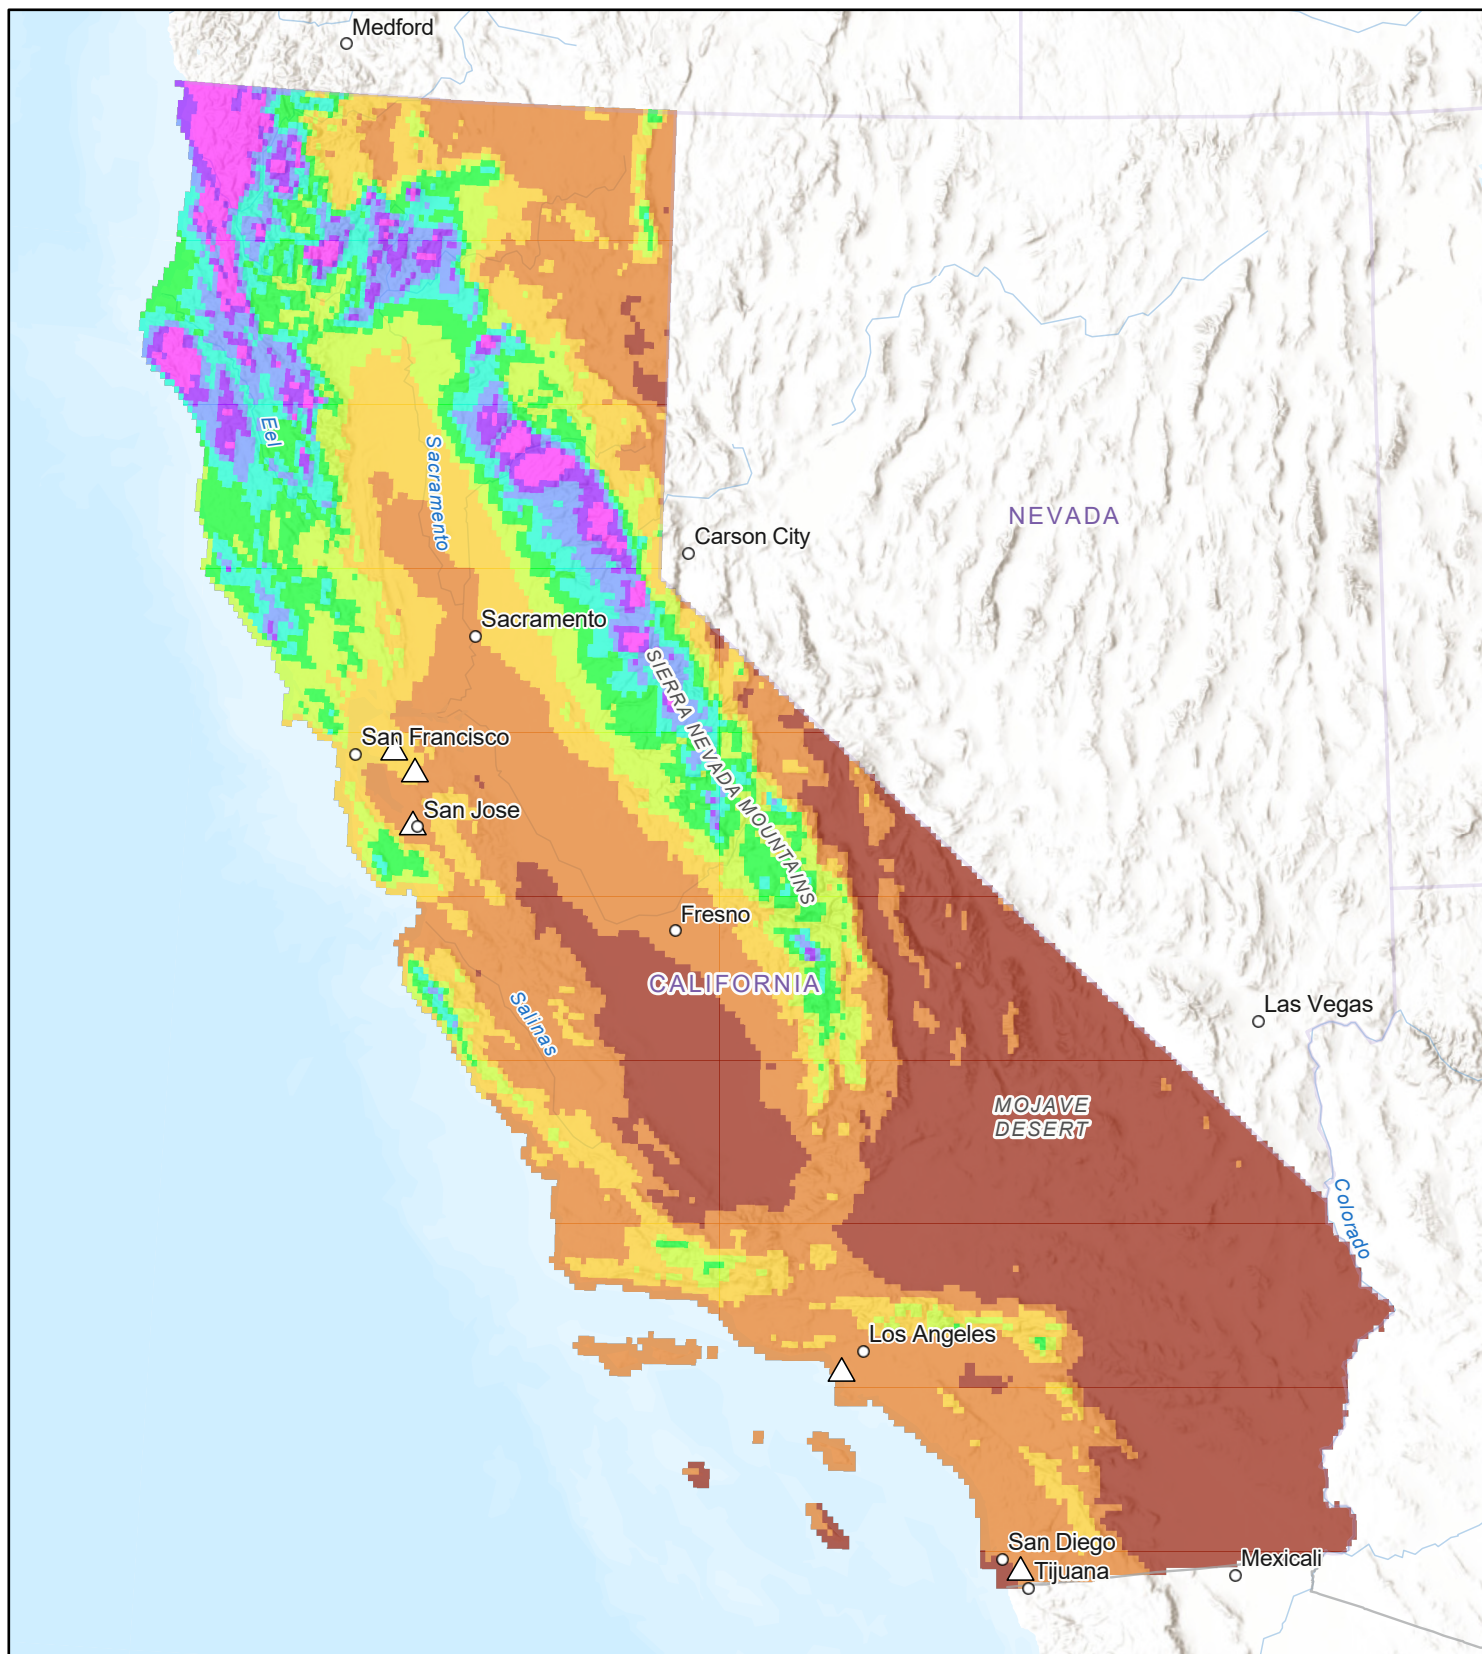 Medford
Eel
Sacramento
NEVADA
Carson City
Sacramento
SIERRA NEVADA MOUNTAINS
San Francisco
San Jose
Fresno
CALIFORNIA
Salinas
Las Vegas
MOJAVE
DESERT
Colorado
Los Angeles
San Diego
Tijuana
Mexicali